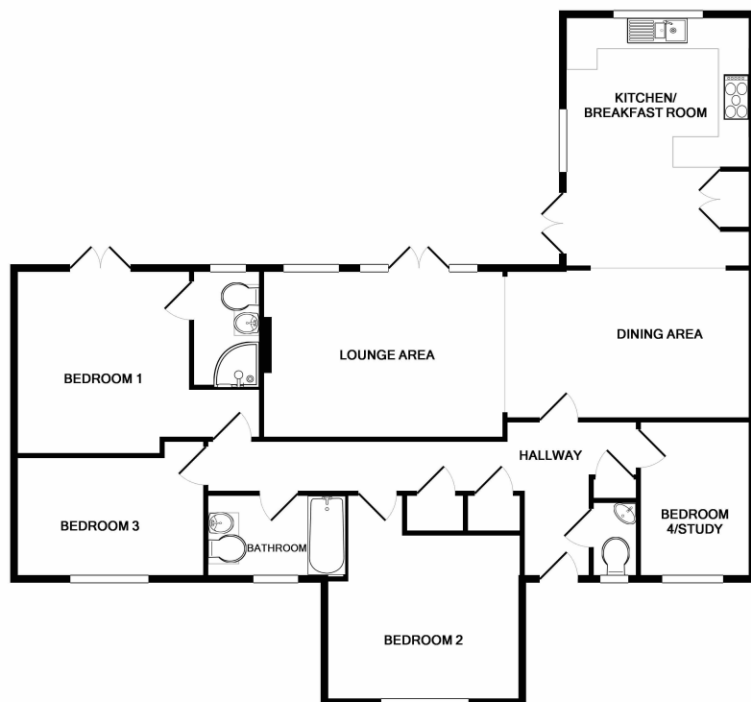 KITCHEN/
BREAKFAST ROOM
DINING AREA
LOUNGE AREA
BEDROOM 1
HALLWAY
BEDROOM 3
BATHROOM
BEDROOM
4/STUDY
BEDROOM 2